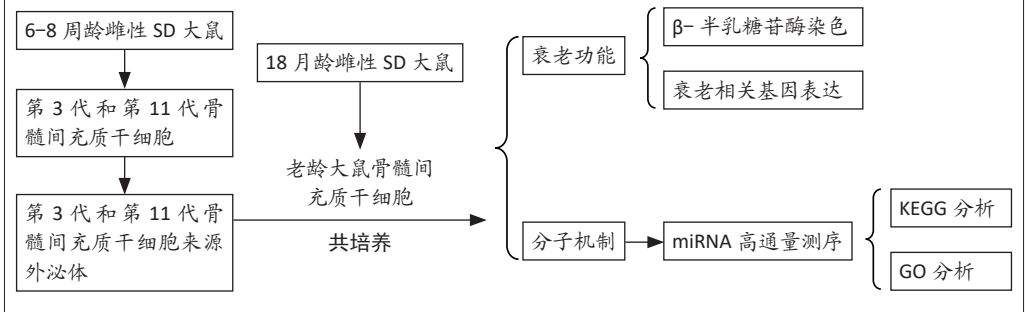 6-8 周龄雌性 SD 大鼠
第 3 代和第 11 代骨
髓间充质干细胞
第 3 代和第 11 代骨
髓间充质干细胞来源
外泌体
18 月龄雌性 SD 大鼠
老龄大鼠骨髓间
充质干细胞
共培养
衰老功能
β- 半乳糖苷酶染色
衰老相关基因表达
分子机制
miRNA 高通量测序
KEGG 分析
GO 分析